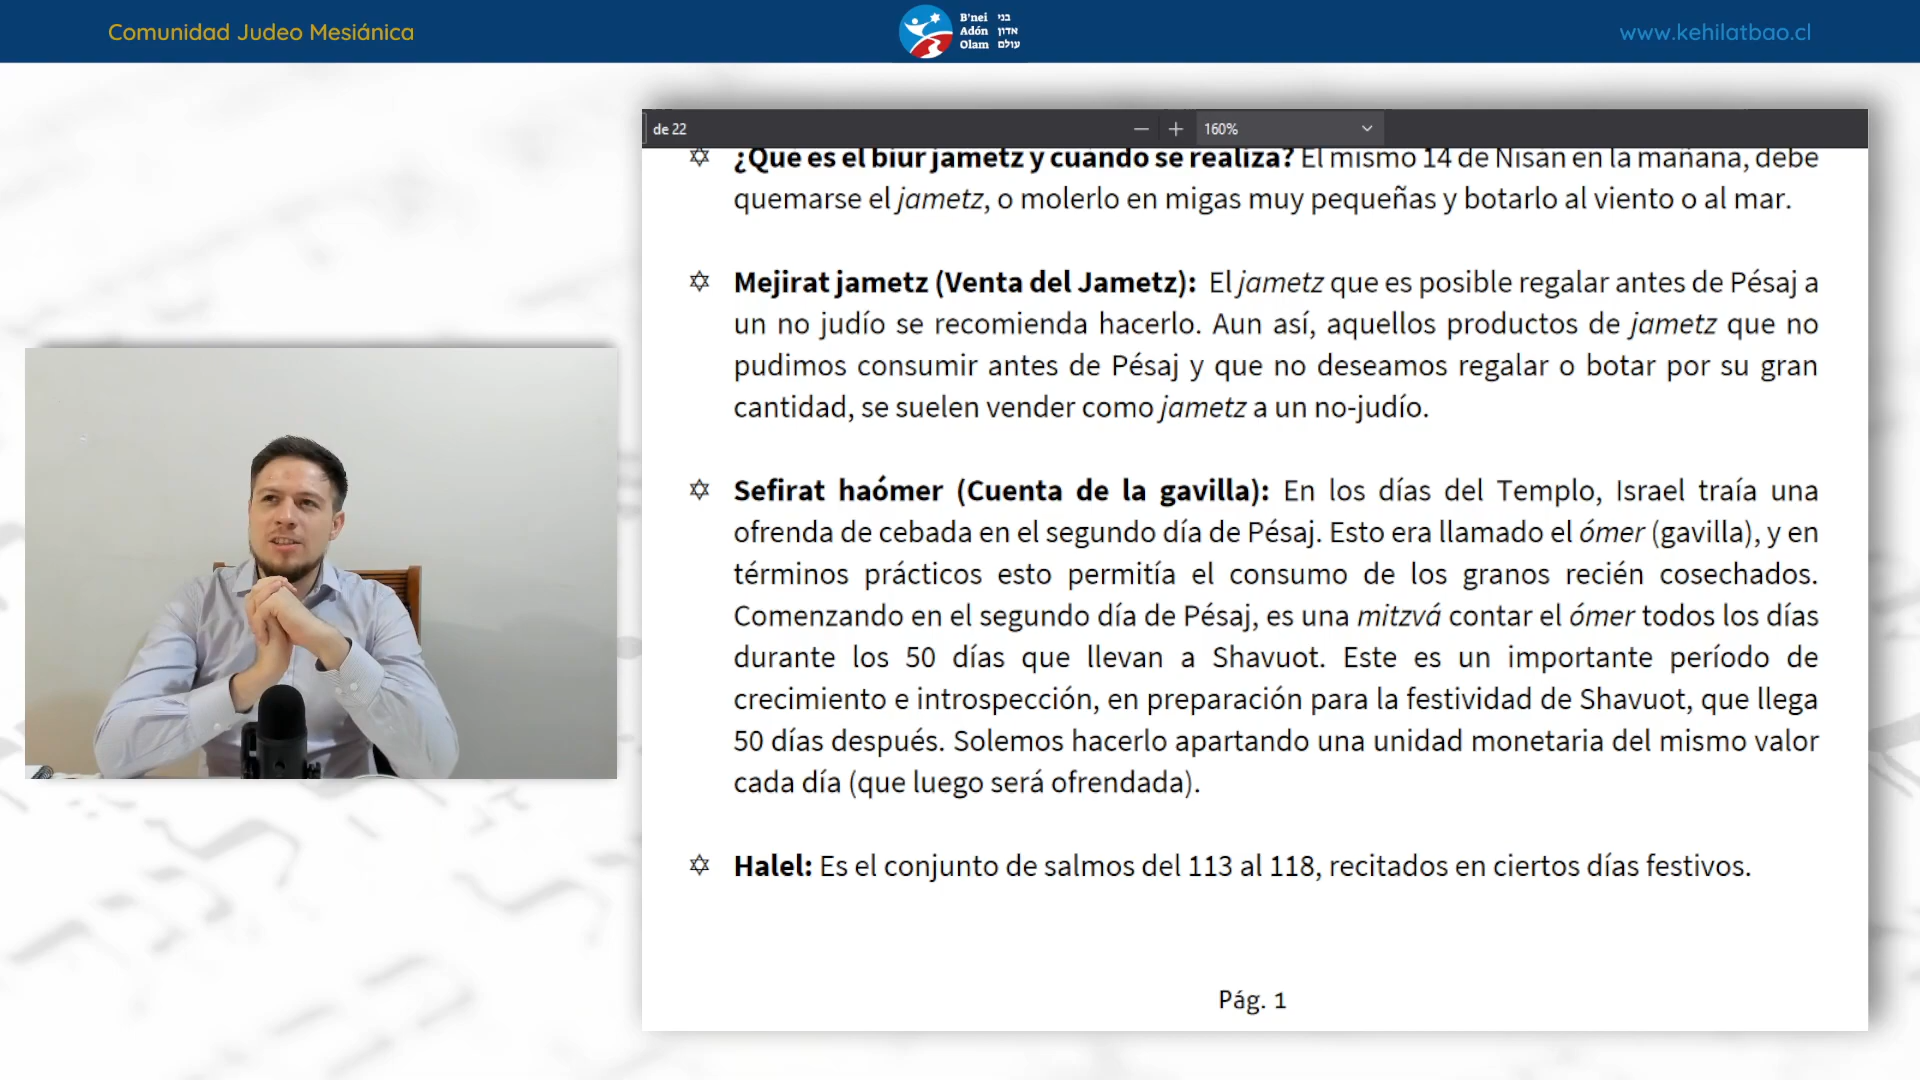 Comunidad Judeo Mesiánica
B'nei
Adón
Olam
בני
אדון
עולם
www.kehilatbao.cl
de 22
160%
¿Qué es el biur jametz y cuándo se realiza? El mismo 14 de Nisán en la mañana, debe
quemarse el jametz, o molerlo en migas muy pequeñas y botarlo al viento o al mar.
Mejirat jametz (Venta del Jametz): El jametz que es posible regalar antes de Pésaj a
un no judío se recomienda hacerlo. Aun así, aquellos productos de jametz que no
pudimos consumir antes de Pésaj y que no deseamos regalar o botar por su gran
cantidad, se suelen vender como jametz a un no-judío.
Sefirat haómer (Cuenta de la gavilla): En los días del Templo, Israel traía una
ofrenda de cebada en el segundo día de Pésaj. Esto era llamado el ómer (gavilla), y en
términos prácticos esto permitía el consumo de los granos recién cosechados.
Comenzando en el segundo día de Pésaj, es una mitzvá contar el ómer todos los días
durante los 50 días que llevan a Shavuot. Este es un importante período de
crecimiento e introspección, en preparación para la festividad de Shavuot, que llega
50 días después. Solemos hacerlo apartando una unidad monetaria del mismo valor
cada día (que luego será ofrendada).
Halel: Es el conjunto de salmos del 113 al 118, recitados en ciertos días festivos.
Pág. 1